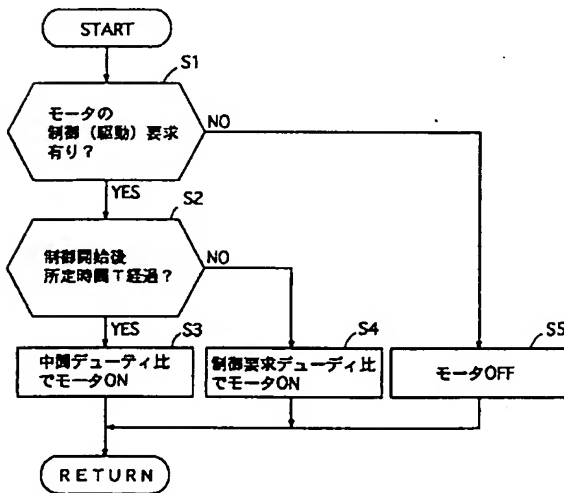 START
S1
モータの
制御（駆動）要求
有り？
NO
YES
S2
制御開始後
所定時間T経過？
NO
YES
S3
中間デューティ比
でモータON
S4
制御要求デューディ比
でモータON
S5
モータOFF
RETURN